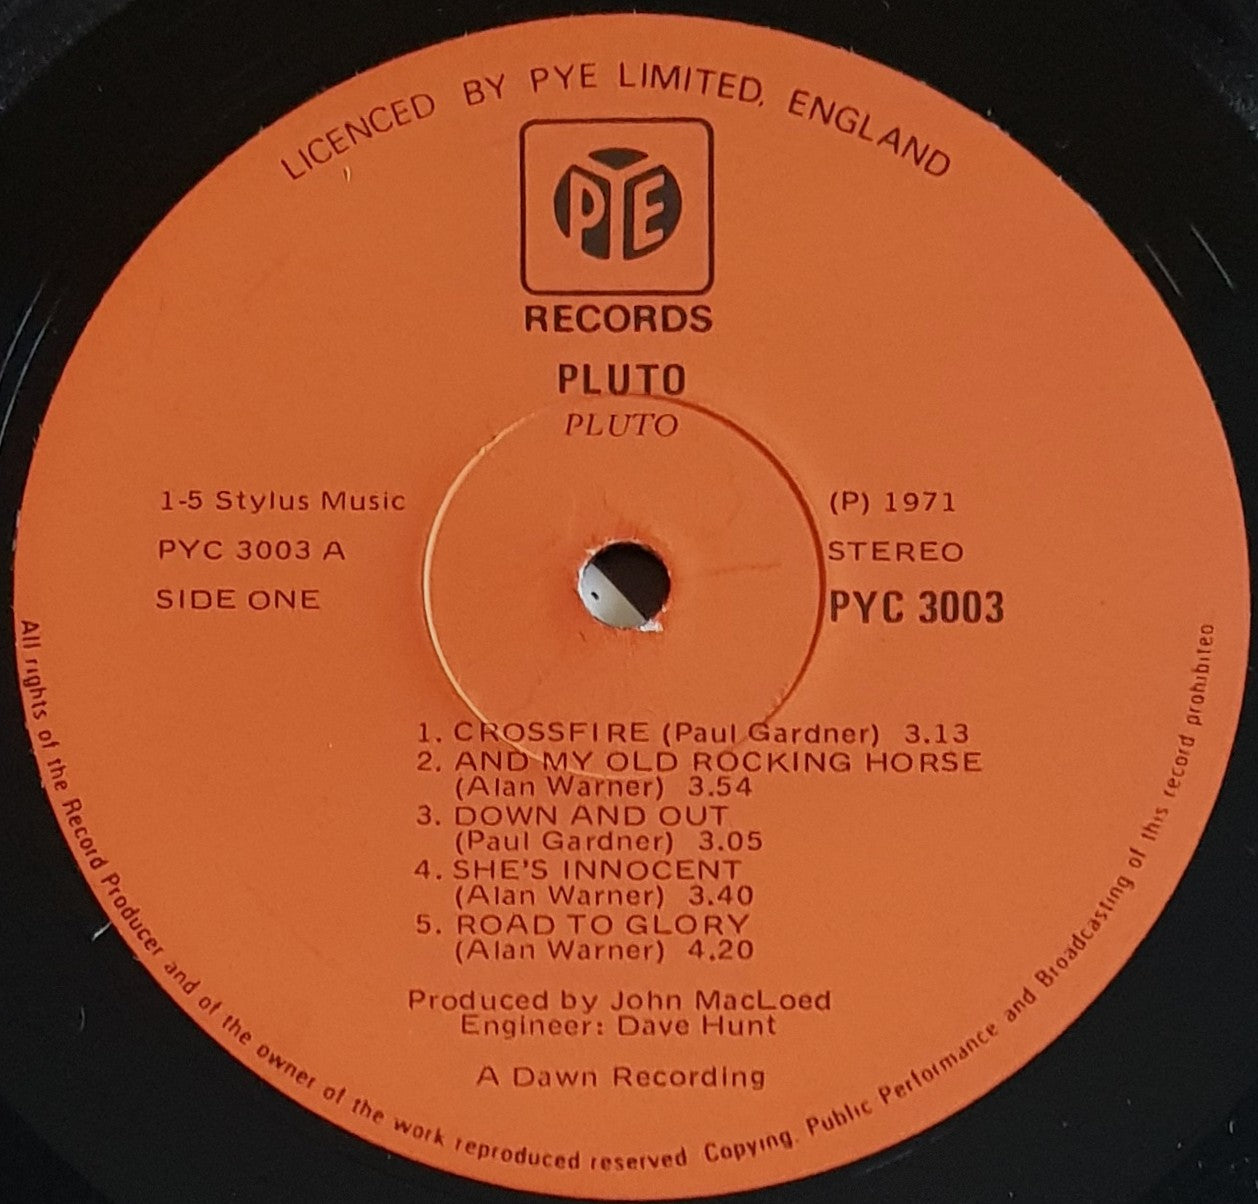 LICENCED BY PYE LIMITED, ENGLAND
PYE
RECORDS
PLUTO
PLUTO
1-5 Stylus Music
PYC 3003 A
SIDE ONE
(P) 1971
STEREO
PYC 3003
1. CROSSFIRE (Paul Gardner) 3.13
2. AND MY OLD ROCKING HORSE
(Alan Warner) 3.54
3. DOWN AND OUT
(Paul Gardner) 3.05
4. SHE'S INNOCENT
(Alan Warner) 3.40
5. ROAD TO GLORY
(Alan Warner) 4.20
Produced by John MacLoed
Engineer: Dave Hunt
A Dawn Recording
All rights of the Record Producer and of the owner of the work reproduced reserved Copying. Public Performance and Broadcasting of this record prohibited